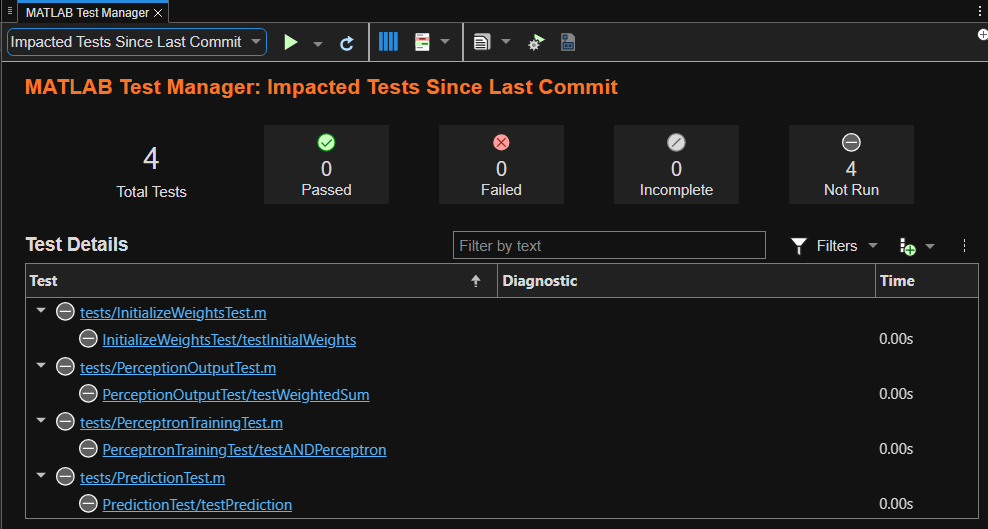 MATLAB Test Manager
Impacted Tests Since Last Commit
MATLAB Test Manager: Impacted Tests Since Last Commit
4 0 0 0 4
Total Tests Passed Failed Incomplete Not Run
Test Details Filter by text Filters
Test Diagnostic Time
tests/InitializeWeightsTest.m
InitializeWeightsTest/testInitialWeights 0.00s
tests/PerceptionOutputTest.m
PerceptionOutputTest/testWeightedSum 0.00s
tests/PerceptronTrainingTest.m
PerceptronTrainingTest/testANDPerceptron 0.00s
tests/PredictionTest.m
PredictionTest/testPrediction 0.00s